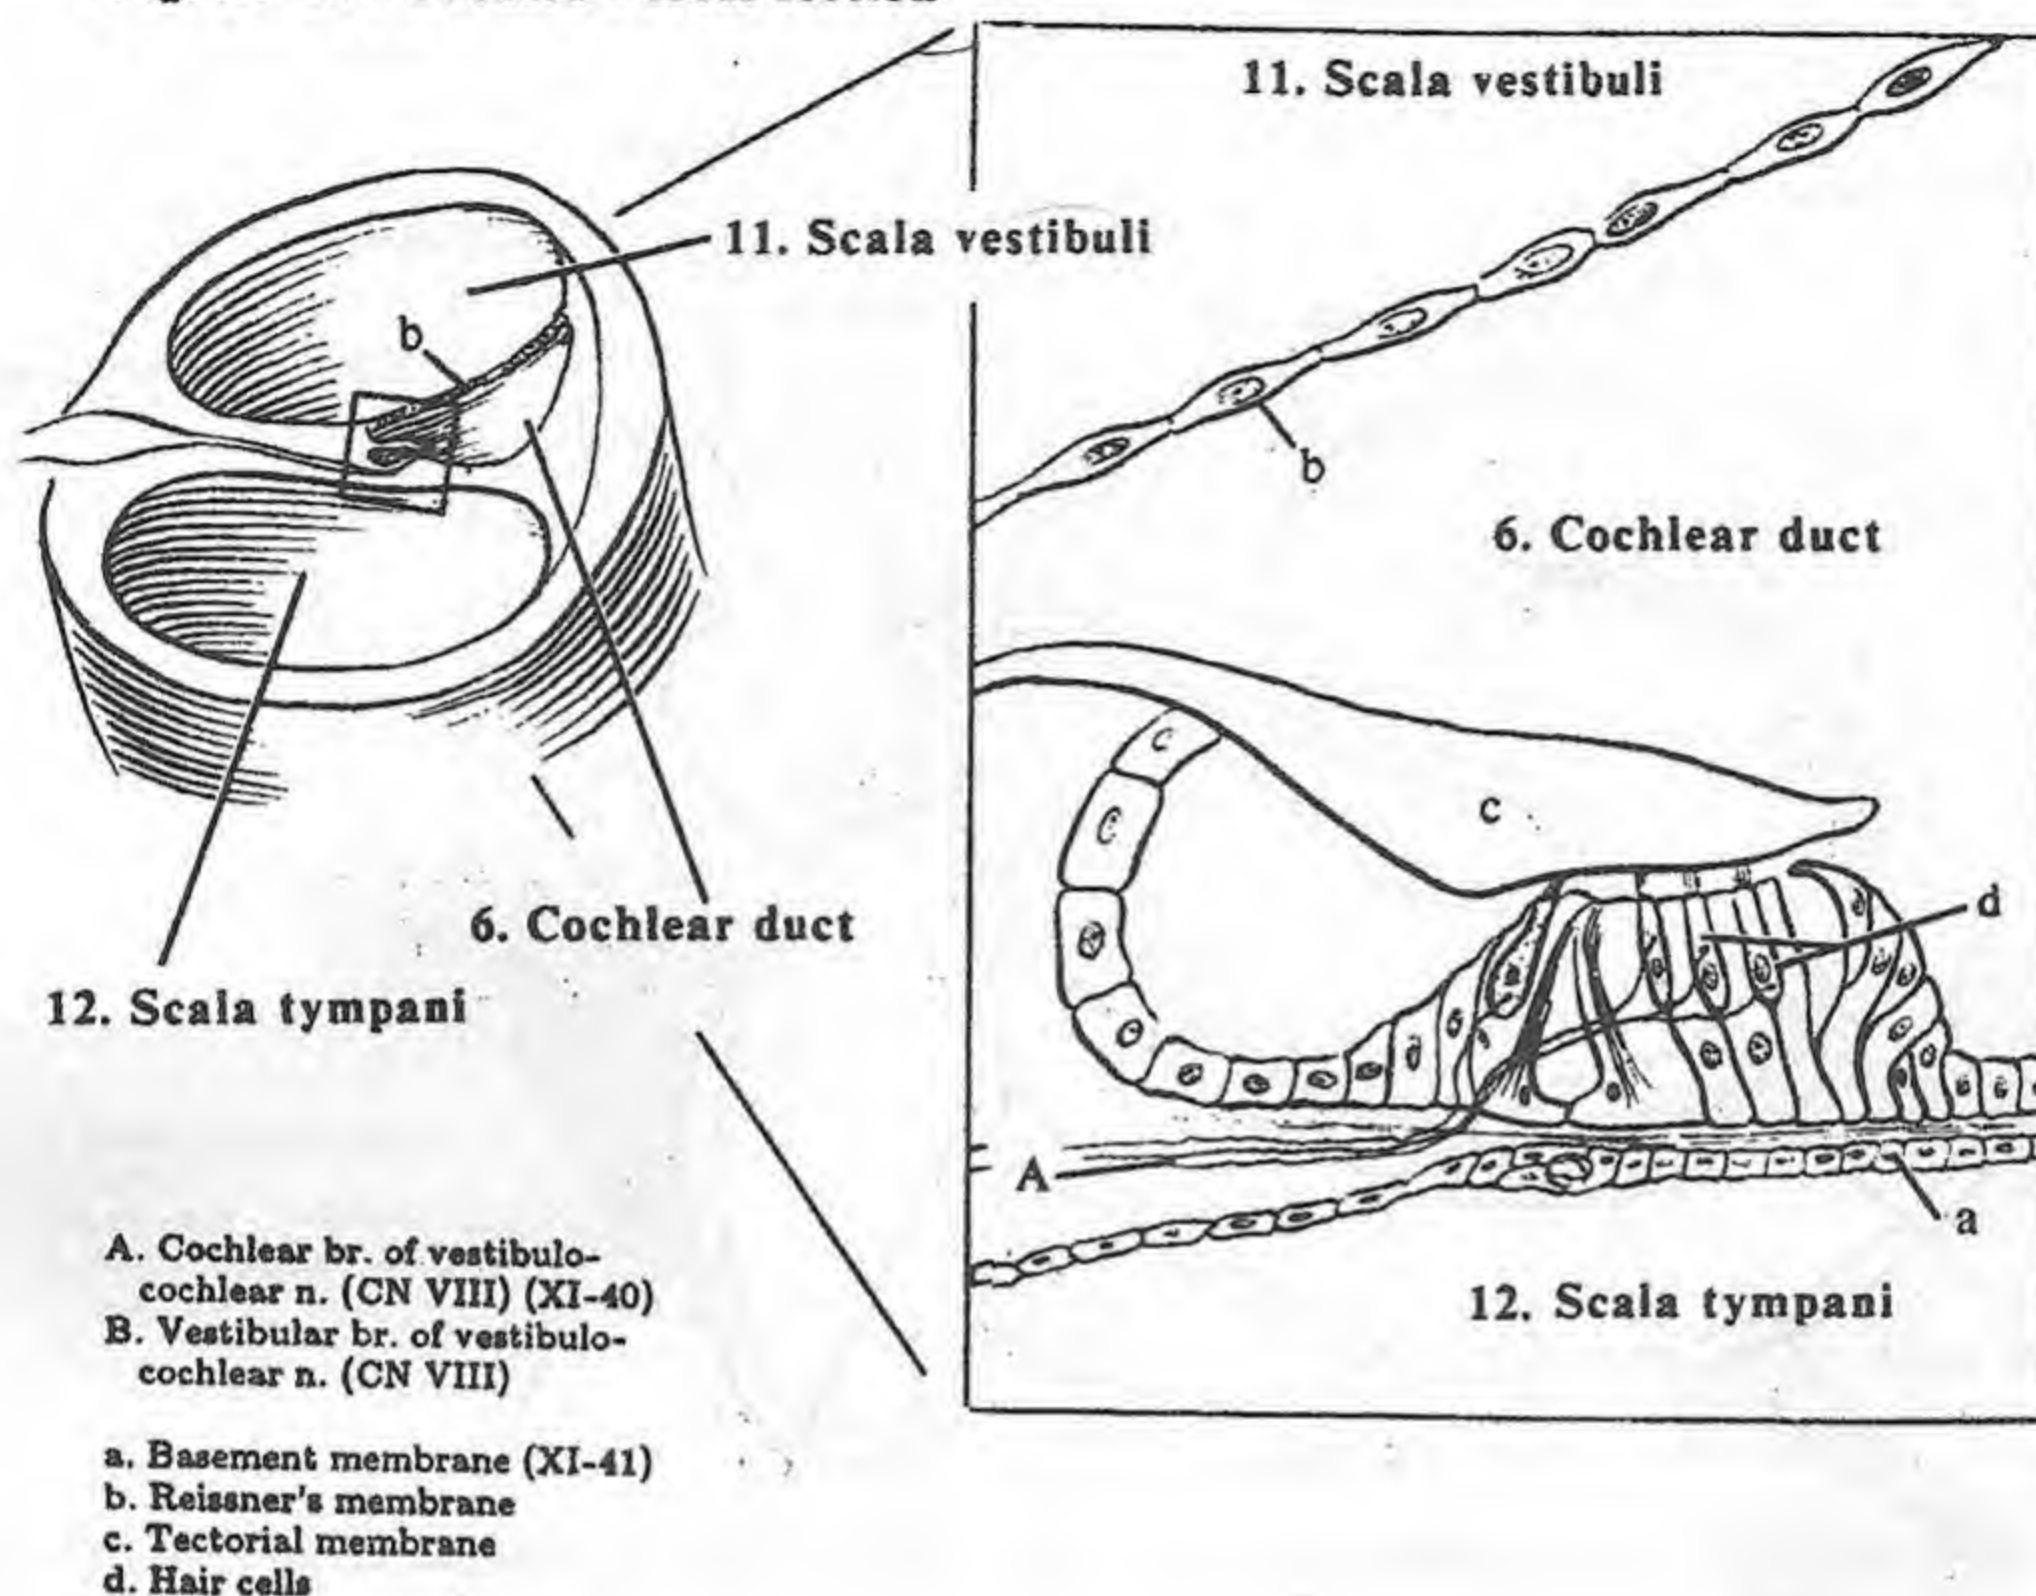 11. Scala vestibuli
11. Scala vestibuli
b
b
6. Cochlear duct
c
d
6. Cochlear duct
12. Scala tympani
A
a
12. Scala tympani
A. Cochlear br. of vestibulo-
cochlear n. (CN VIII) (XI-40)
B. Vestibular br. of vestibulo-
cochlear n. (CN VIII)
a. Basement membrane (XI-41)
b. Reissner's membrane
c. Tectorial membrane
d. Hair cells